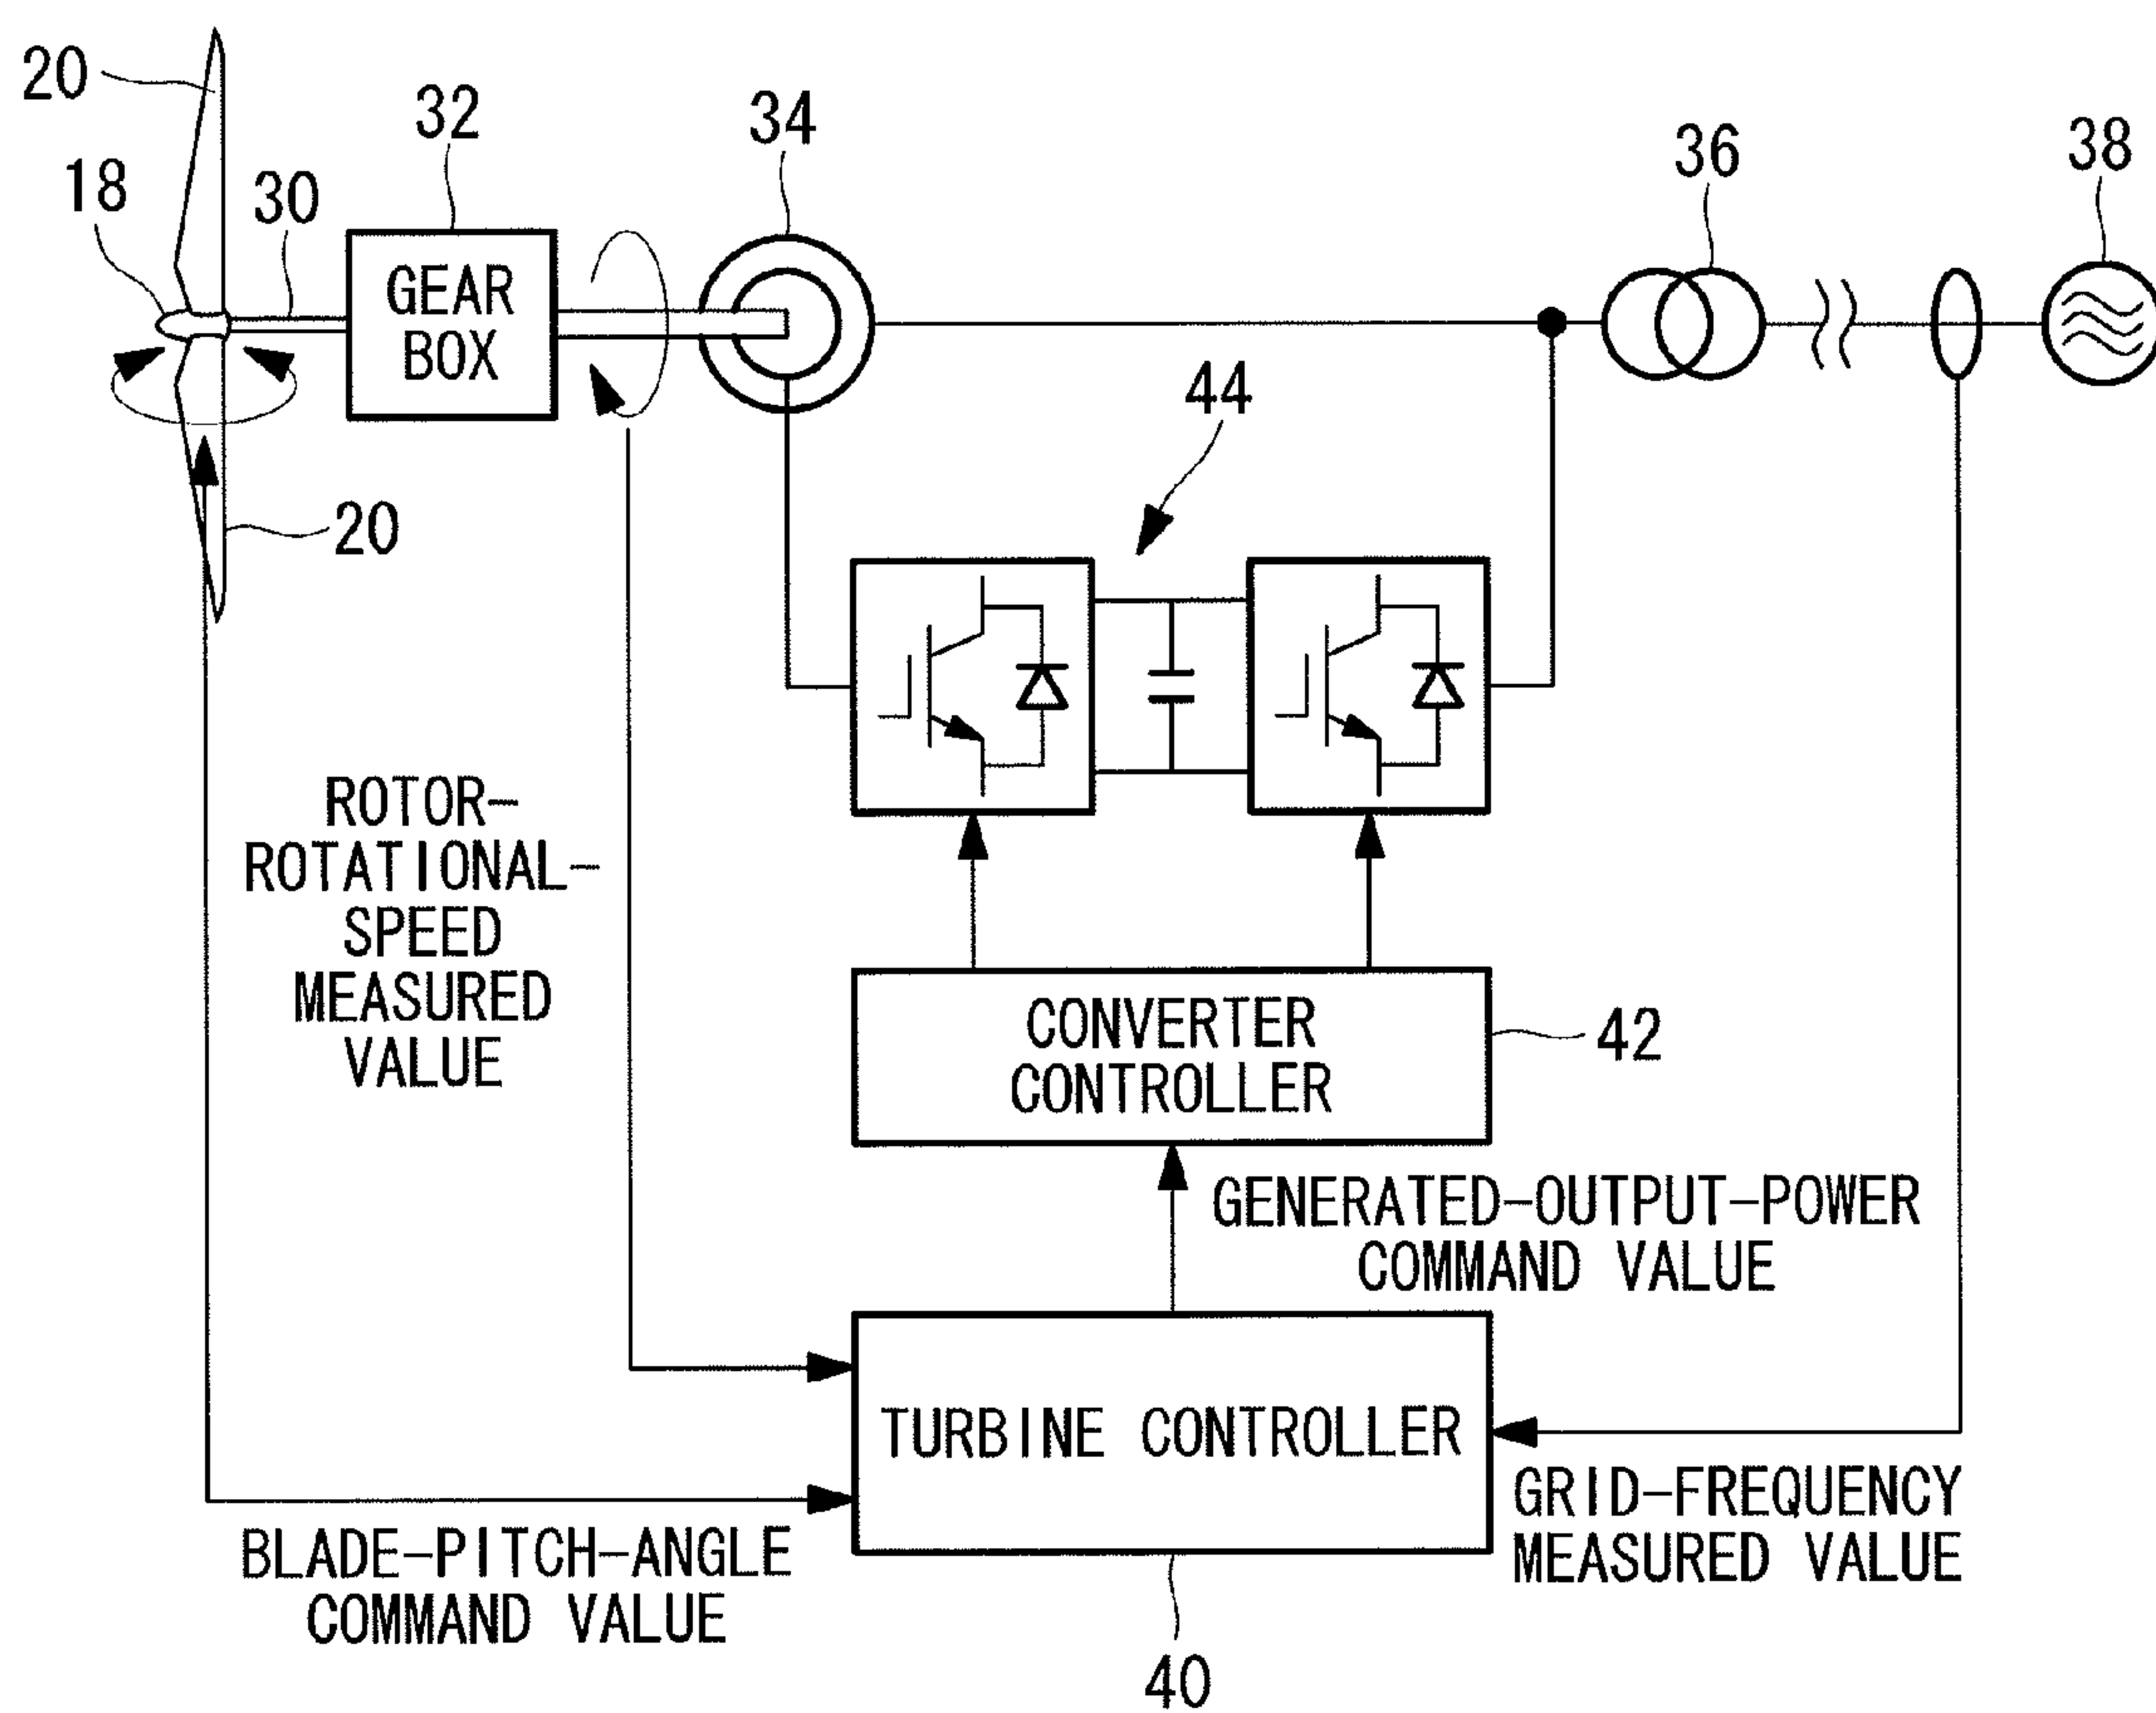 20
32
34
36
38
18
30
GEAR
BOX
44
20
ROTOR-
ROTATIONAL-
SPEED
MEASURED
VALUE
CONVERTER
CONTROLLER
42
GENERATED-OUTPUT-POWER
COMMAND VALUE
TURBINE CONTROLLER
GRID-FREQUENCY
MEASURED VALUE
BLADE-PITCH-ANGLE
COMMAND VALUE
40